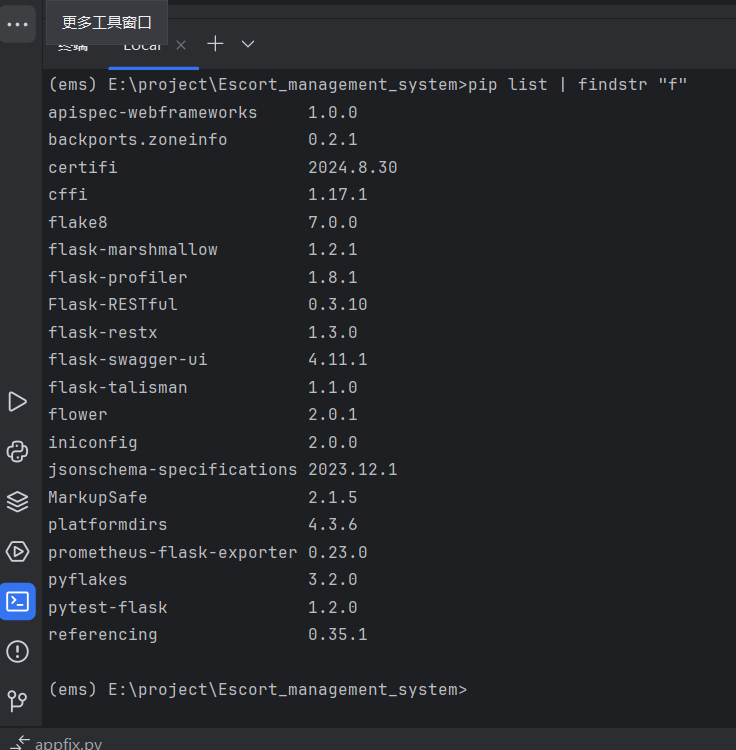 更多工具窗口
终端 Local
(ems) E:\project\Escort_management_system>pip list | findstr "f"
apispec-webframeworks 1.0.0
backports.zoneinfo 0.2.1
certifi 2024.8.30
cffi 1.17.1
flake8 7.0.0
flask-marshmallow 1.2.1
flask-profiler 1.8.1
Flask-RESTful 0.3.10
flask-restx 1.3.0
flask-swagger-ui 4.11.1
flask-talisman 1.1.0
flower 2.0.1
iniconfig 2.0.0
jsonschema-specifications 2023.12.1
MarkupSafe 2.1.5
platformdirs 4.3.6
prometheus-flask-exporter 0.23.0
pyflakes 3.2.0
pytest-flask 1.2.0
referencing 0.35.1
(ems) E:\project\Escort_management_system>
appfix.py